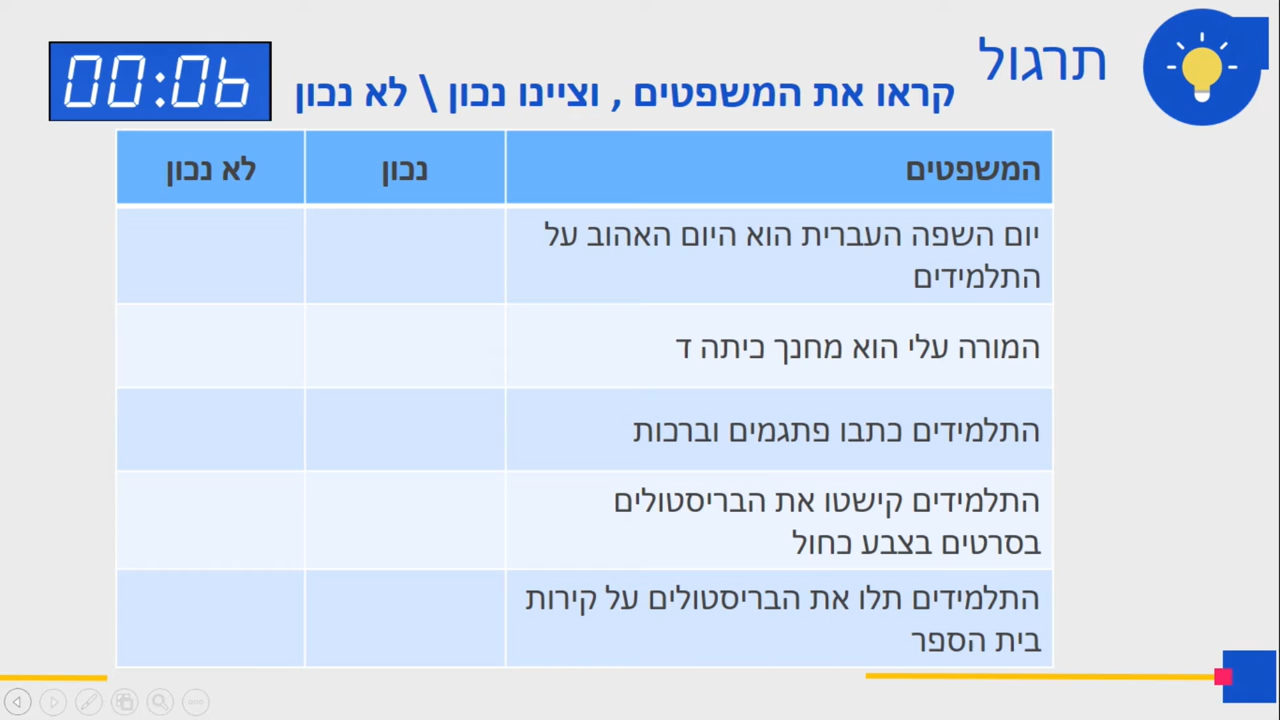 תרגול
00:06
קראו את המשפטים , וציינו נכון \ לא נכון
המשפטים
נכון
לא נכון
יום השפה העברית הוא היום האהוב על
התלמידים
המורה עלי הוא מחנך כיתה ד
התלמידים כתבו פתגמים וברכות
התלמידים קישטו את הבריסטולים
בסרטים בצבע כחול
התלמידים תלו את הבריסטולים על קירות
בית הספר